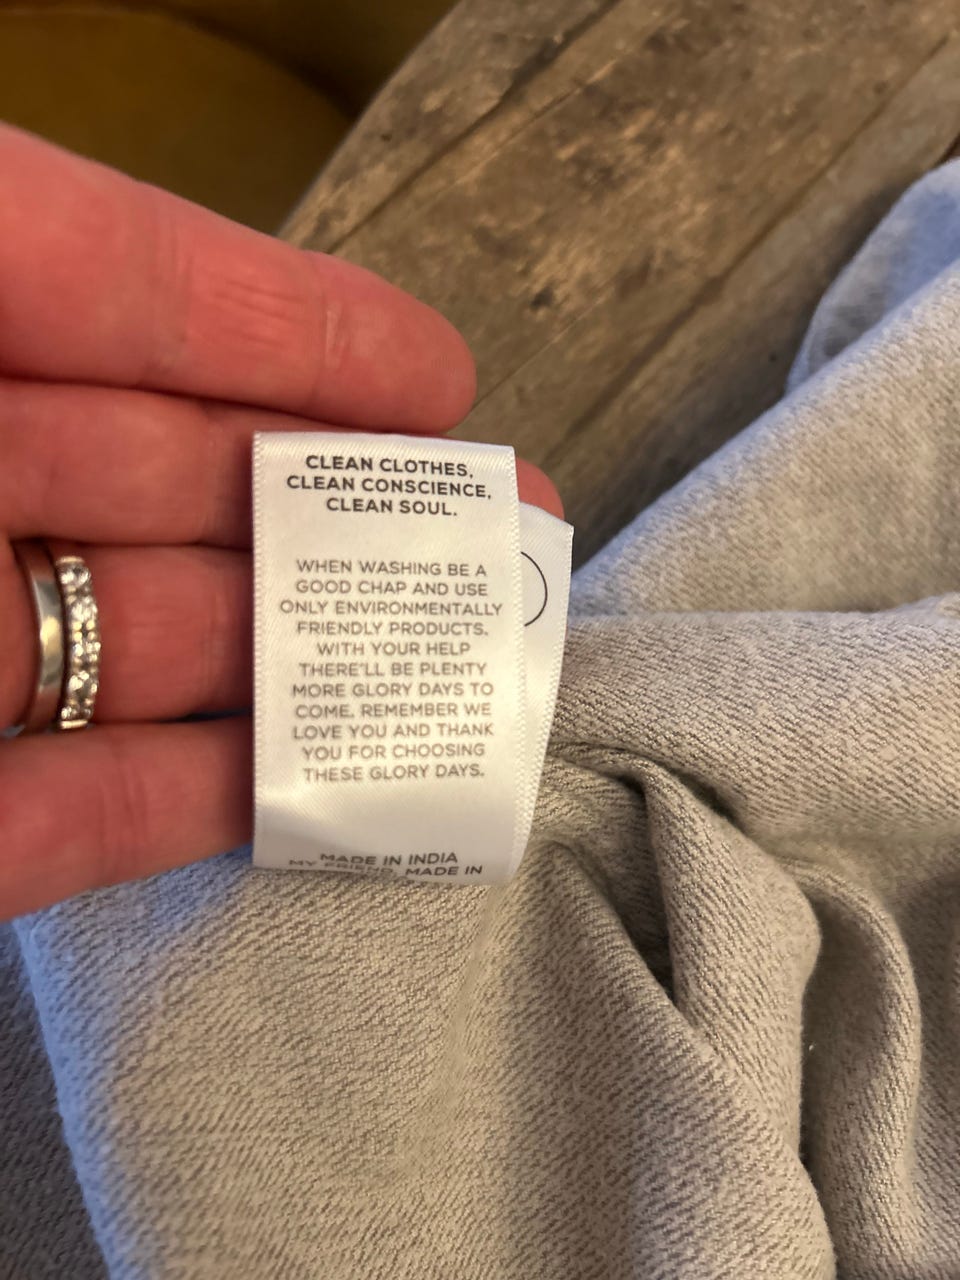 CLEAN CLOTHES,
CLEAN CONSCIENCE,
CLEAN SOUL.
WHEN WASHING BE A
GOOD CHAP AND USE
ONLY ENVIRONMENTALLY
FRIENDLY PRODUCTS.
WITH YOUR HELP
THERE'LL BE PLENTY
MORE GLORY DAYS TO
COME. REMEMBER WE
LOVE YOU AND THANK
YOU FOR CHOOSING
THESE GLORY DAYS.
MADE IN INDIA
MY FRIEND, MADE IN